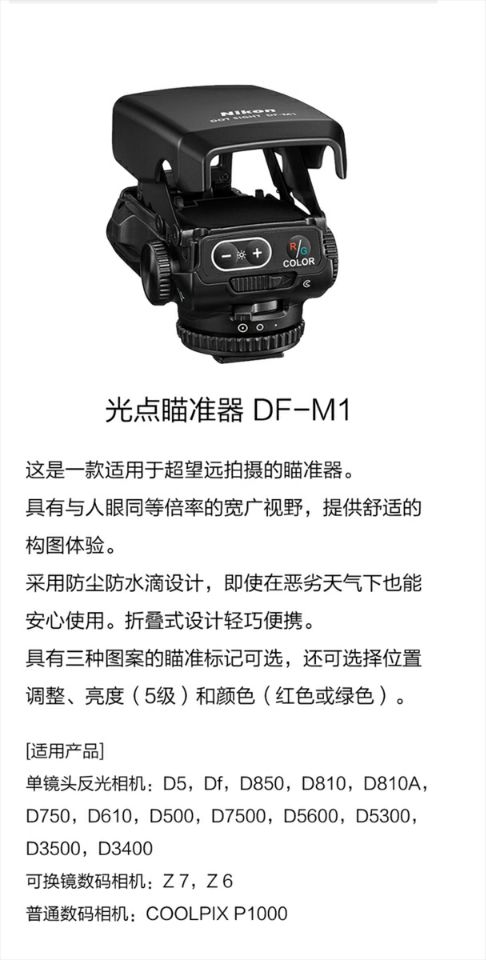 Nikon
DOT SIGHT DF-M1
R/G
COLOR
光点瞄准器 DF-M1
这是一款适用于超望远拍摄的瞄准器。
具有与人眼同等倍率的宽广视野，提供舒适的
构图体验。
采用防尘防水滴设计，即使在恶劣天气下也能
安心使用。折叠式设计轻巧便携。
具有三种图案的瞄准标记可选，还可选择位置
调整、亮度（5级）和颜色（红色或绿色）。
[适用产品]
单镜头反光相机：D5，Df，D850，D810，D810A，
D750，D610，D500，D7500，D5600，D5300，
D3500，D3400
可换镜数码相机：Z 7，Z 6
普通数码相机：COOLPIX P1000